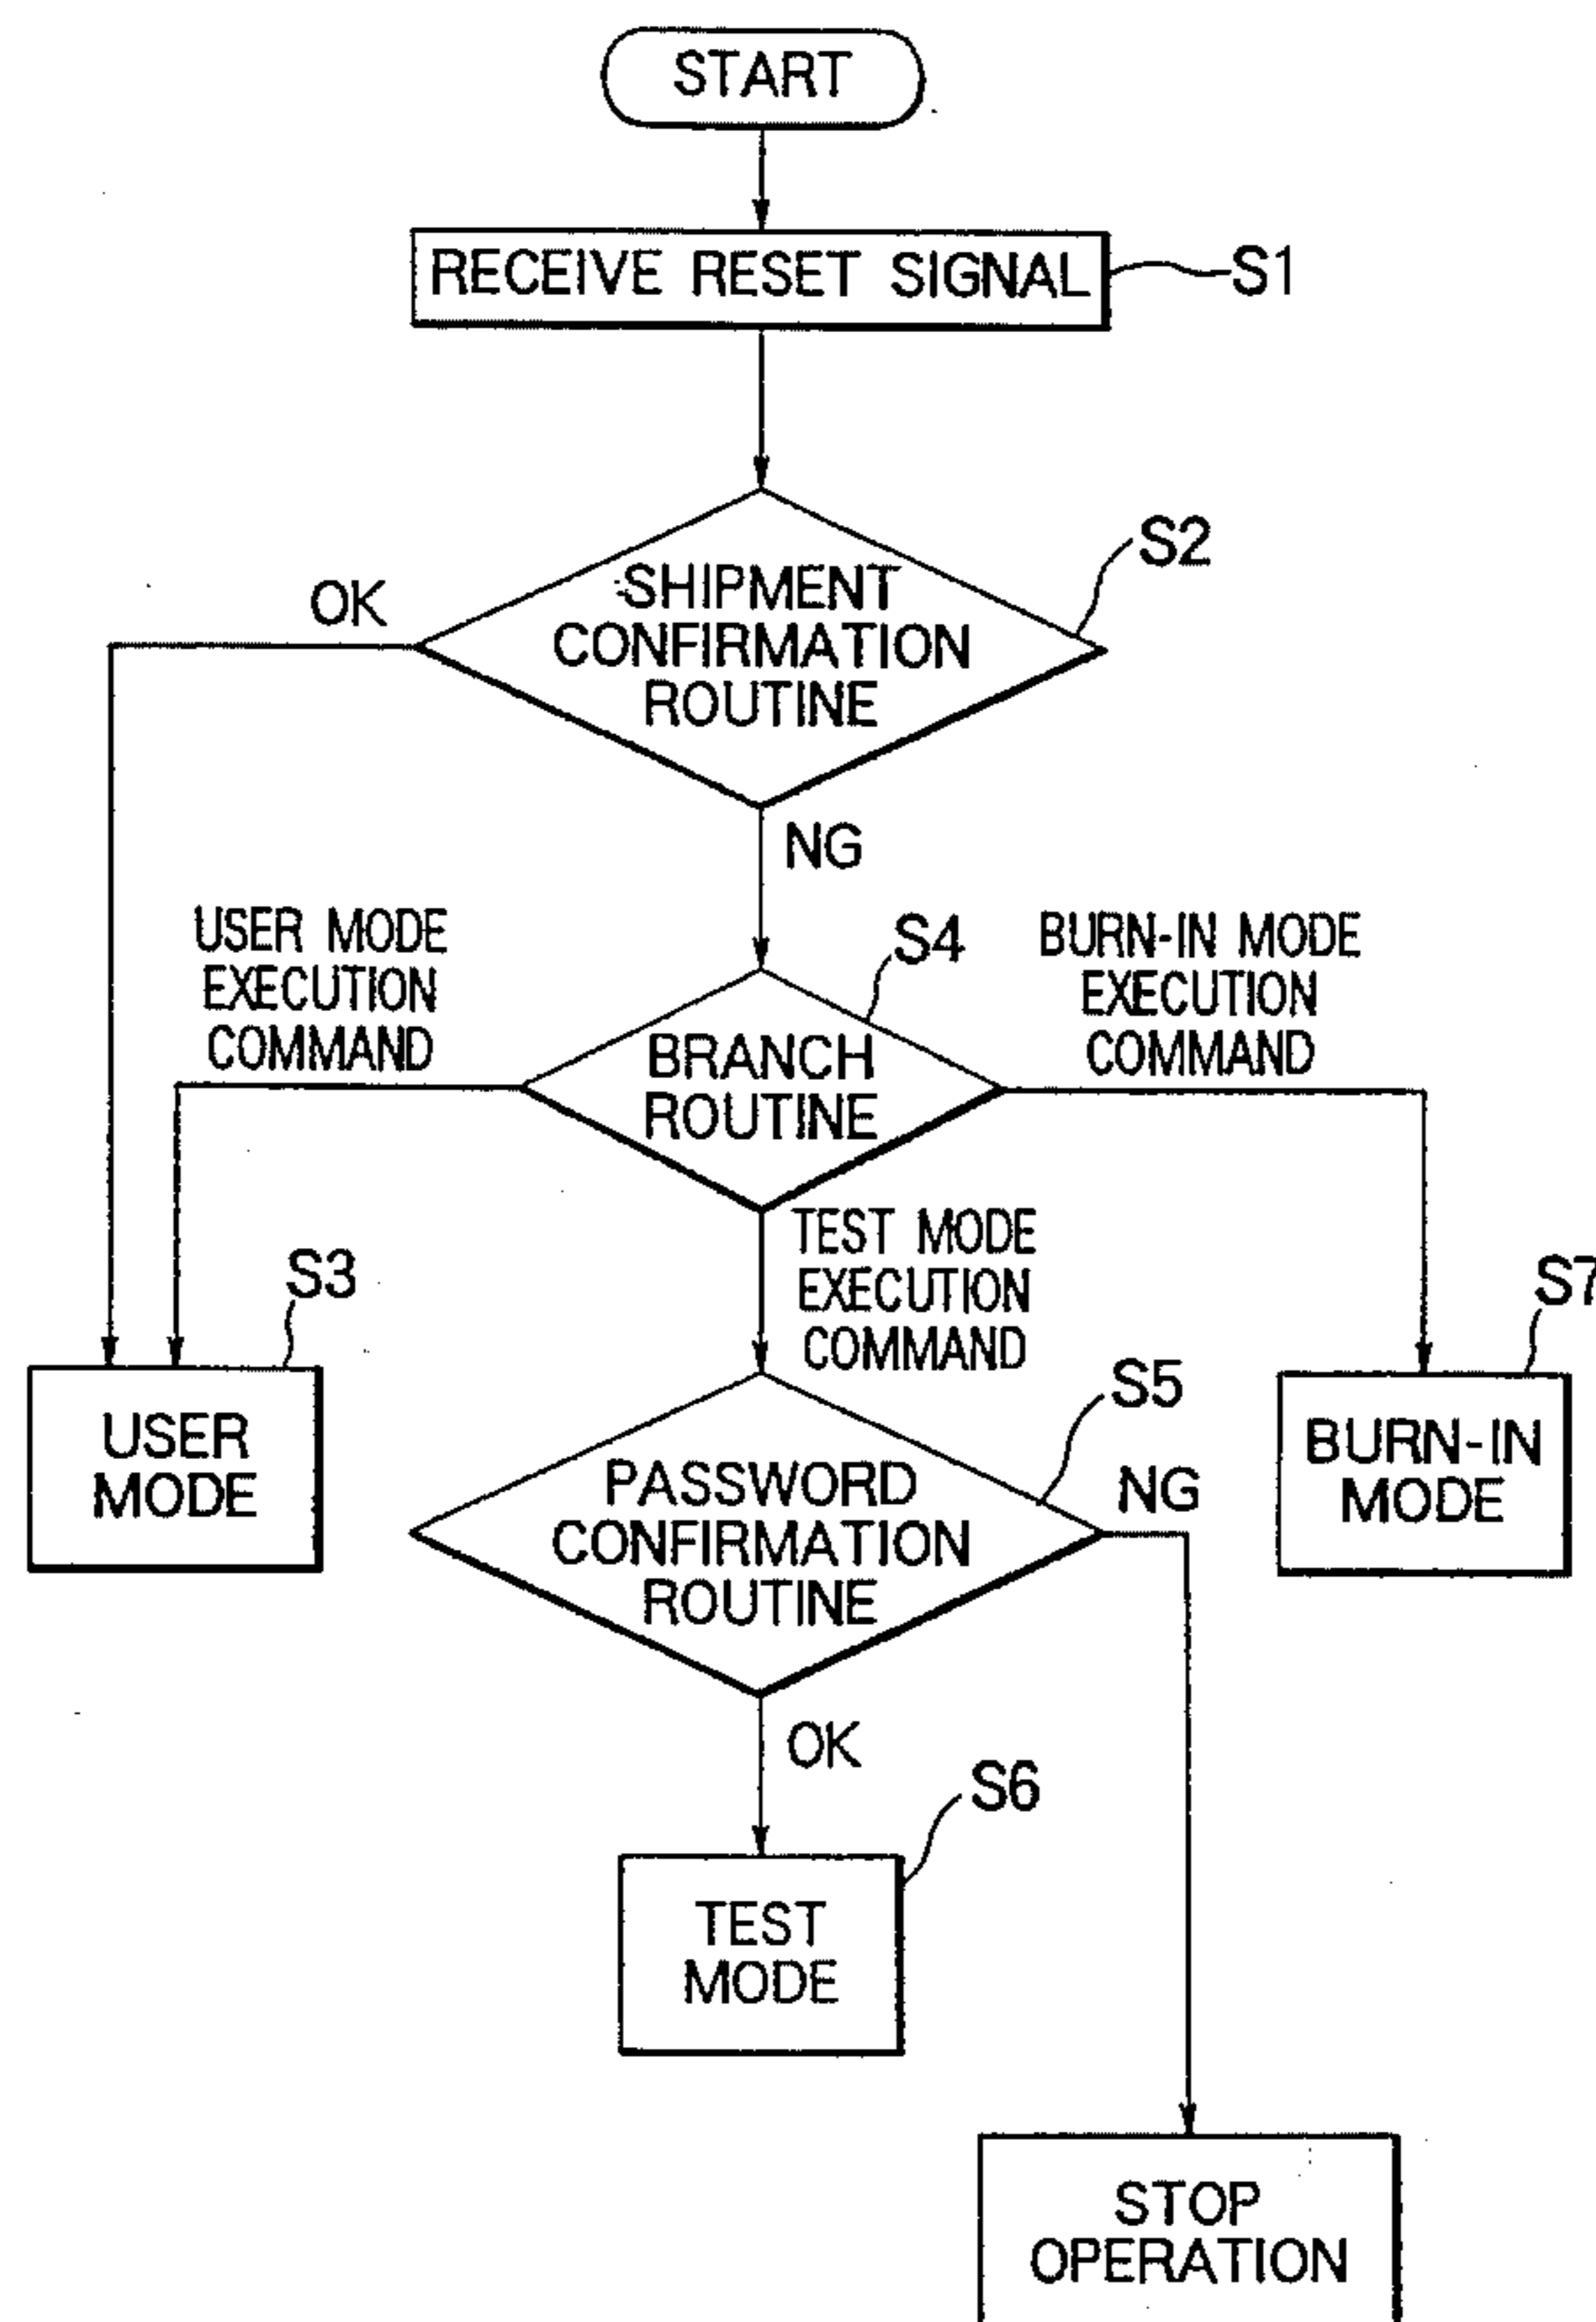 START
RECEIVE RESET SIGNAL
S1
S2
OK
SHIPMENT
CONFIRMATION
ROUTINE
NG
USER MODE
EXECUTION
COMMAND
S4
BURN-IN MODE
EXECUTION
COMMAND
BRANCH
ROUTINE
TEST MODE
EXECUTION
COMMAND
S3
S7
USER
MODE
S5
BURN-IN
MODE
PASSWORD
CONFIRMATION
ROUTINE
NG
OK
S6
TEST
MODE
STOP
OPERATION